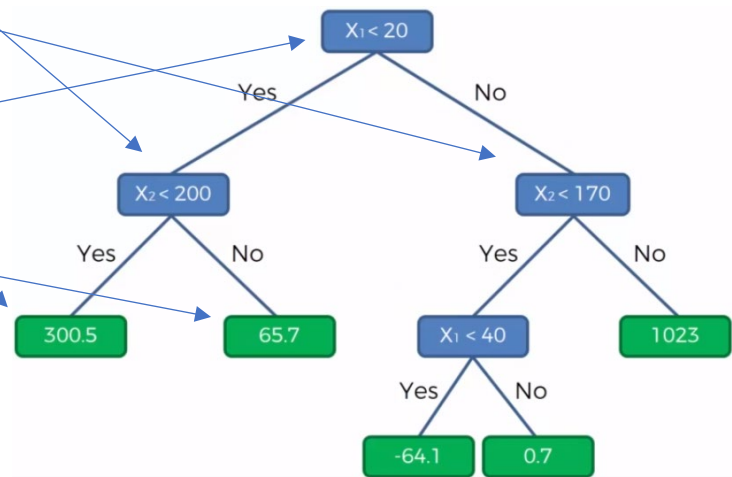 X₁ < 20
Yes No
X₂ < 200 X₂ < 170
Yes No Yes No
300.5 65.7 X₁ < 40 1023
Yes No
-64.1 0.7